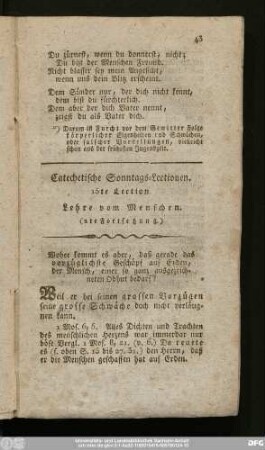 43
Du zürnest, wenn du donnerst, nicht;
Du bist der Menschen Freund.
Nicht blasser sey mein Angesicht,
wenn uns dein Blitz erscheint.
Dem Sünder nur, der dich nicht kennt,
dem bist du fürchterlich.
Dem aber der dich Vater nennt,
zeigst du als Vater dich.
*) Darum ist Furcht vor dem Gewitter Folge
körperlicher Eigenheiten und Schwächen,
oder falscher Vorstellungen, vielleicht
schon aus der frühesten Jugendzeit.
Catechetische Sonntags-Lectionen.
16te Lection
Lehre vom Menschen.
(2te Fortsetzung.)
Woher kommt es aber, daß gerade das
vorzüglichste Geschöpf auf Erden,
der Mensch, einer so ganz ausgezeich-
neten Obhut bedarf?
Weil er bei seinen grossen Vorzügen
seine grosse Schwäche doch nicht verläug-
nen kann.
1 Mos. 6, 5. Alles Dichten und Trachten
des menschlichen Herzens war immerdar nur
böse Vergl. 1 Mos. 8, 21. (v. 6.) Da reuete
es (s. oben S. 12 bis 27. 32.) den Herrn, daß
er die Menschen geschaffen hat auf Erden.